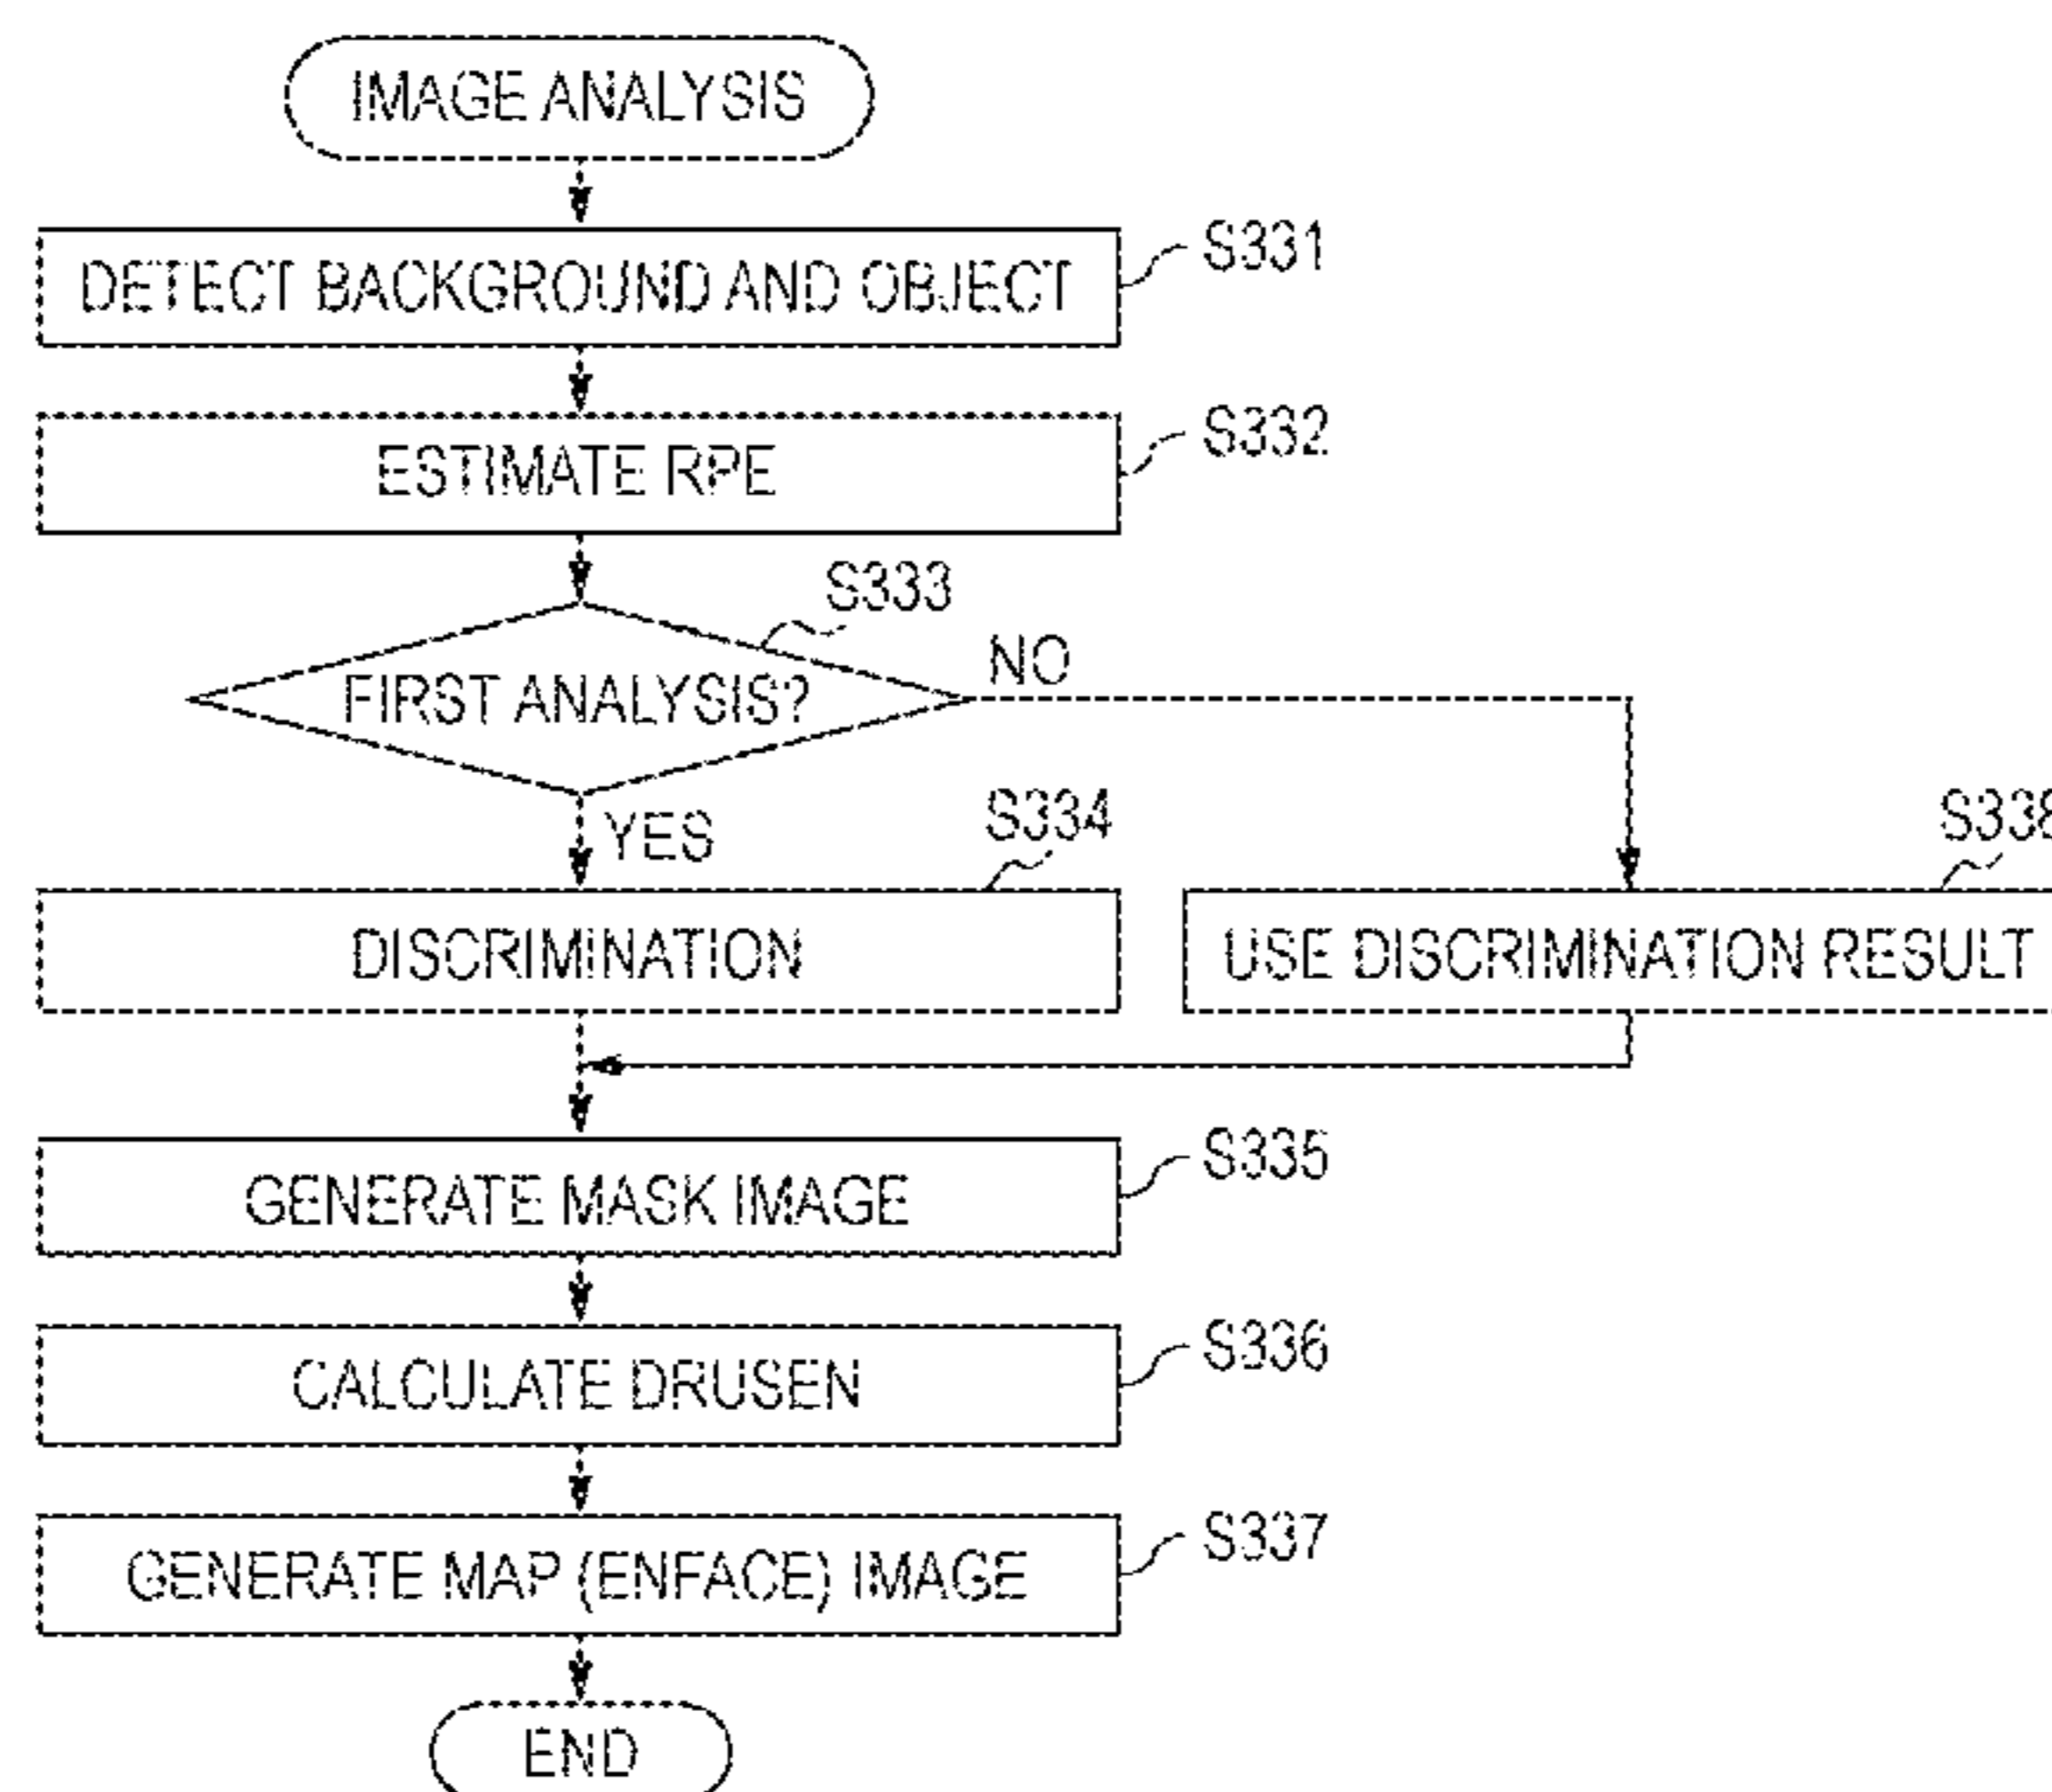 IMAGE ANALYSIS
DETECT BACKGROUND AND OBJECT
S331
ESTIMATE RPE
S332
S333
FIRST ANALYSIS?
NO
YES
S334
S338
DISCRIMINATION
USE DISCRIMINATION RESULT
GENERATE MASK IMAGE
S335
CALCULATE DRUSEN
S336
GENERATE MAP (ENFACE) IMAGE
S337
END